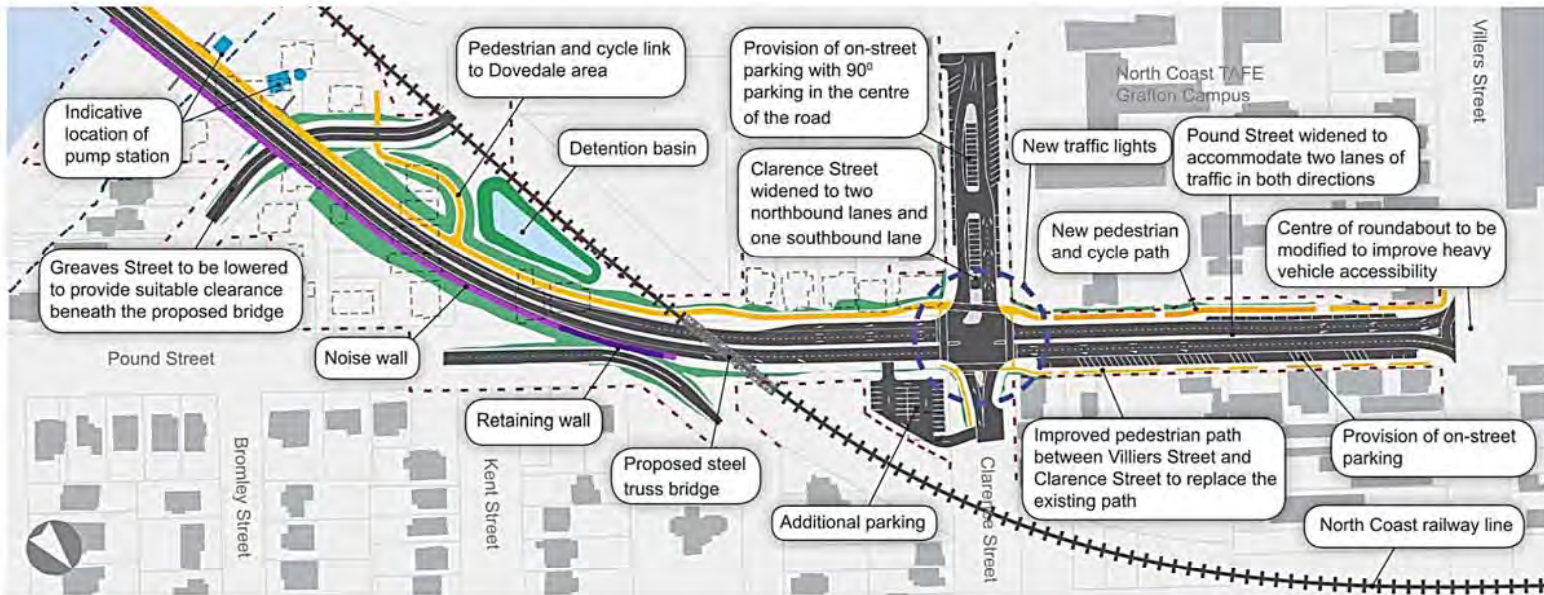 Indicative
location of
pump station
Pedestrian and cycle link
to Dovedale area
Detention basin
Provision of on-street
parking with 90º
parking in the centre
of the road
Clarence Street
widened to two
northbound lanes and
one southbound lane
New traffic lights
North Coast TAFE
Grafton Campus
Villers Street
Pound Street widened to
accommodate two lanes of
traffic in both directions
New pedestrian
and cycle path
Centre of roundabout to be
modified to improve heavy
vehicle accessibility
Greaves Street to be lowered
to provide suitable clearance
beneath the proposed bridge
Pound Street
Noise wall
Retaining wall
Bromley Street
Kent Street
Proposed steel
truss bridge
Additional parking
Clarence Street
Improved pedestrian path
between Villiers Street and
Clarence Street to replace the
existing path
Provision of on-street
parking
North Coast railway line